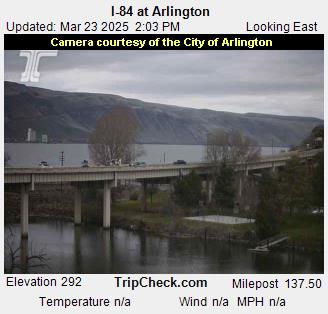 I-84 at Arlington
Updated: Mar 23 2025 2:03 PM Looking East
Camera courtesy of the City of Arlington
Elevation 292 TripCheck.com Milepost 137.50
Temperature n/a Wind n/a MPH n/a